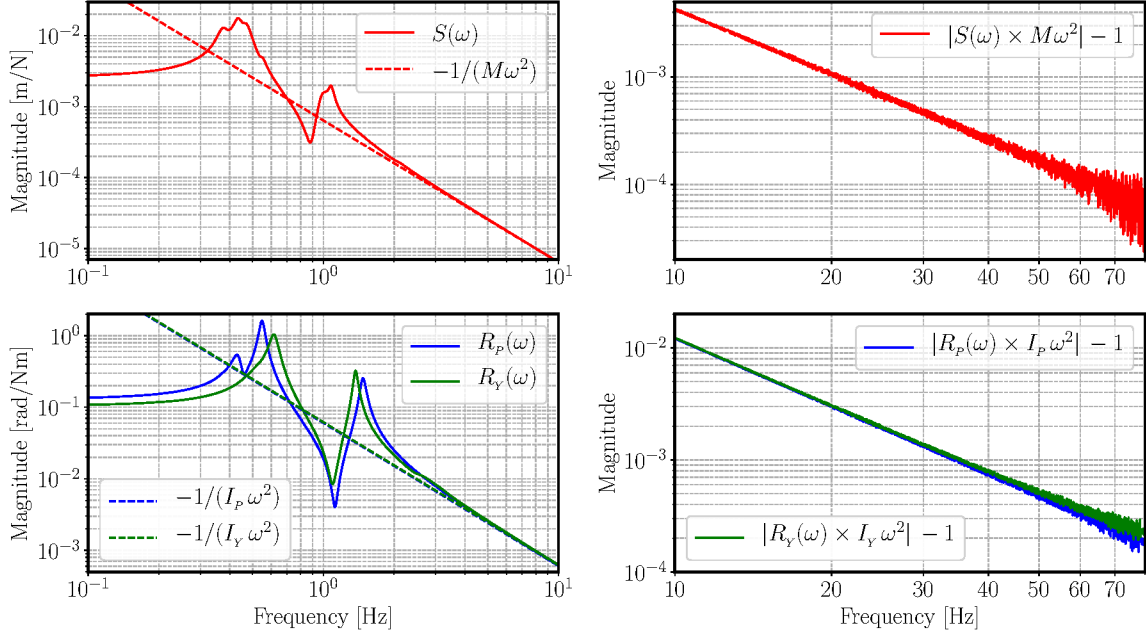 Magnitude [m/N]
10⁻²
10⁻³
10⁻⁴
10⁻⁵
S(ω)
−1/(Mω²)
10⁻¹ 10⁰ 10¹
Magnitude
10⁻³
10⁻⁴
|S(ω) × Mω²| − 1
10 20 30 40 50 60 70
Magnitude [rad/Nm]
10⁰
10⁻¹
10⁻²
10⁻³
R_P(ω)
R_Y(ω)
−1/(I_P ω²)
−1/(I_Y ω²)
10⁻¹ 10⁰ 10¹
Frequency [Hz]
Magnitude
10⁻²
10⁻³
10⁻⁴
|R_P(ω) × I_P ω²| − 1
|R_Y(ω) × I_Y ω²| − 1
10 20 30 40 50 60 70
Frequency [Hz]